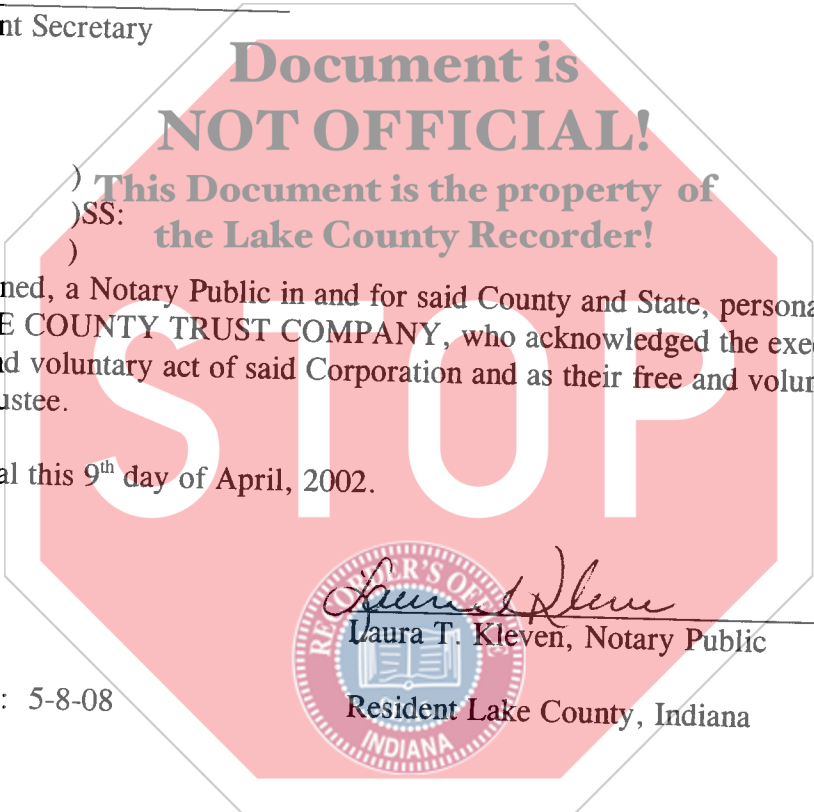 nt Secretary
Document is
NOT OFFICIAL!
)
This Document is the property of
)SS:
the Lake County Recorder!
)
ned, a Notary Public in and for said County and State, persona
E COUNTY TRUST COMPANY, who acknowledged the exe
d voluntary act of said Corporation and as their free and volun
ustee.
STOP
al this 9th day of April, 2002.
RECORDER'S OFFICE
Laura T. Kleven, Notary Public
: 5-8-08
Resident Lake County, Indiana
INDIANA